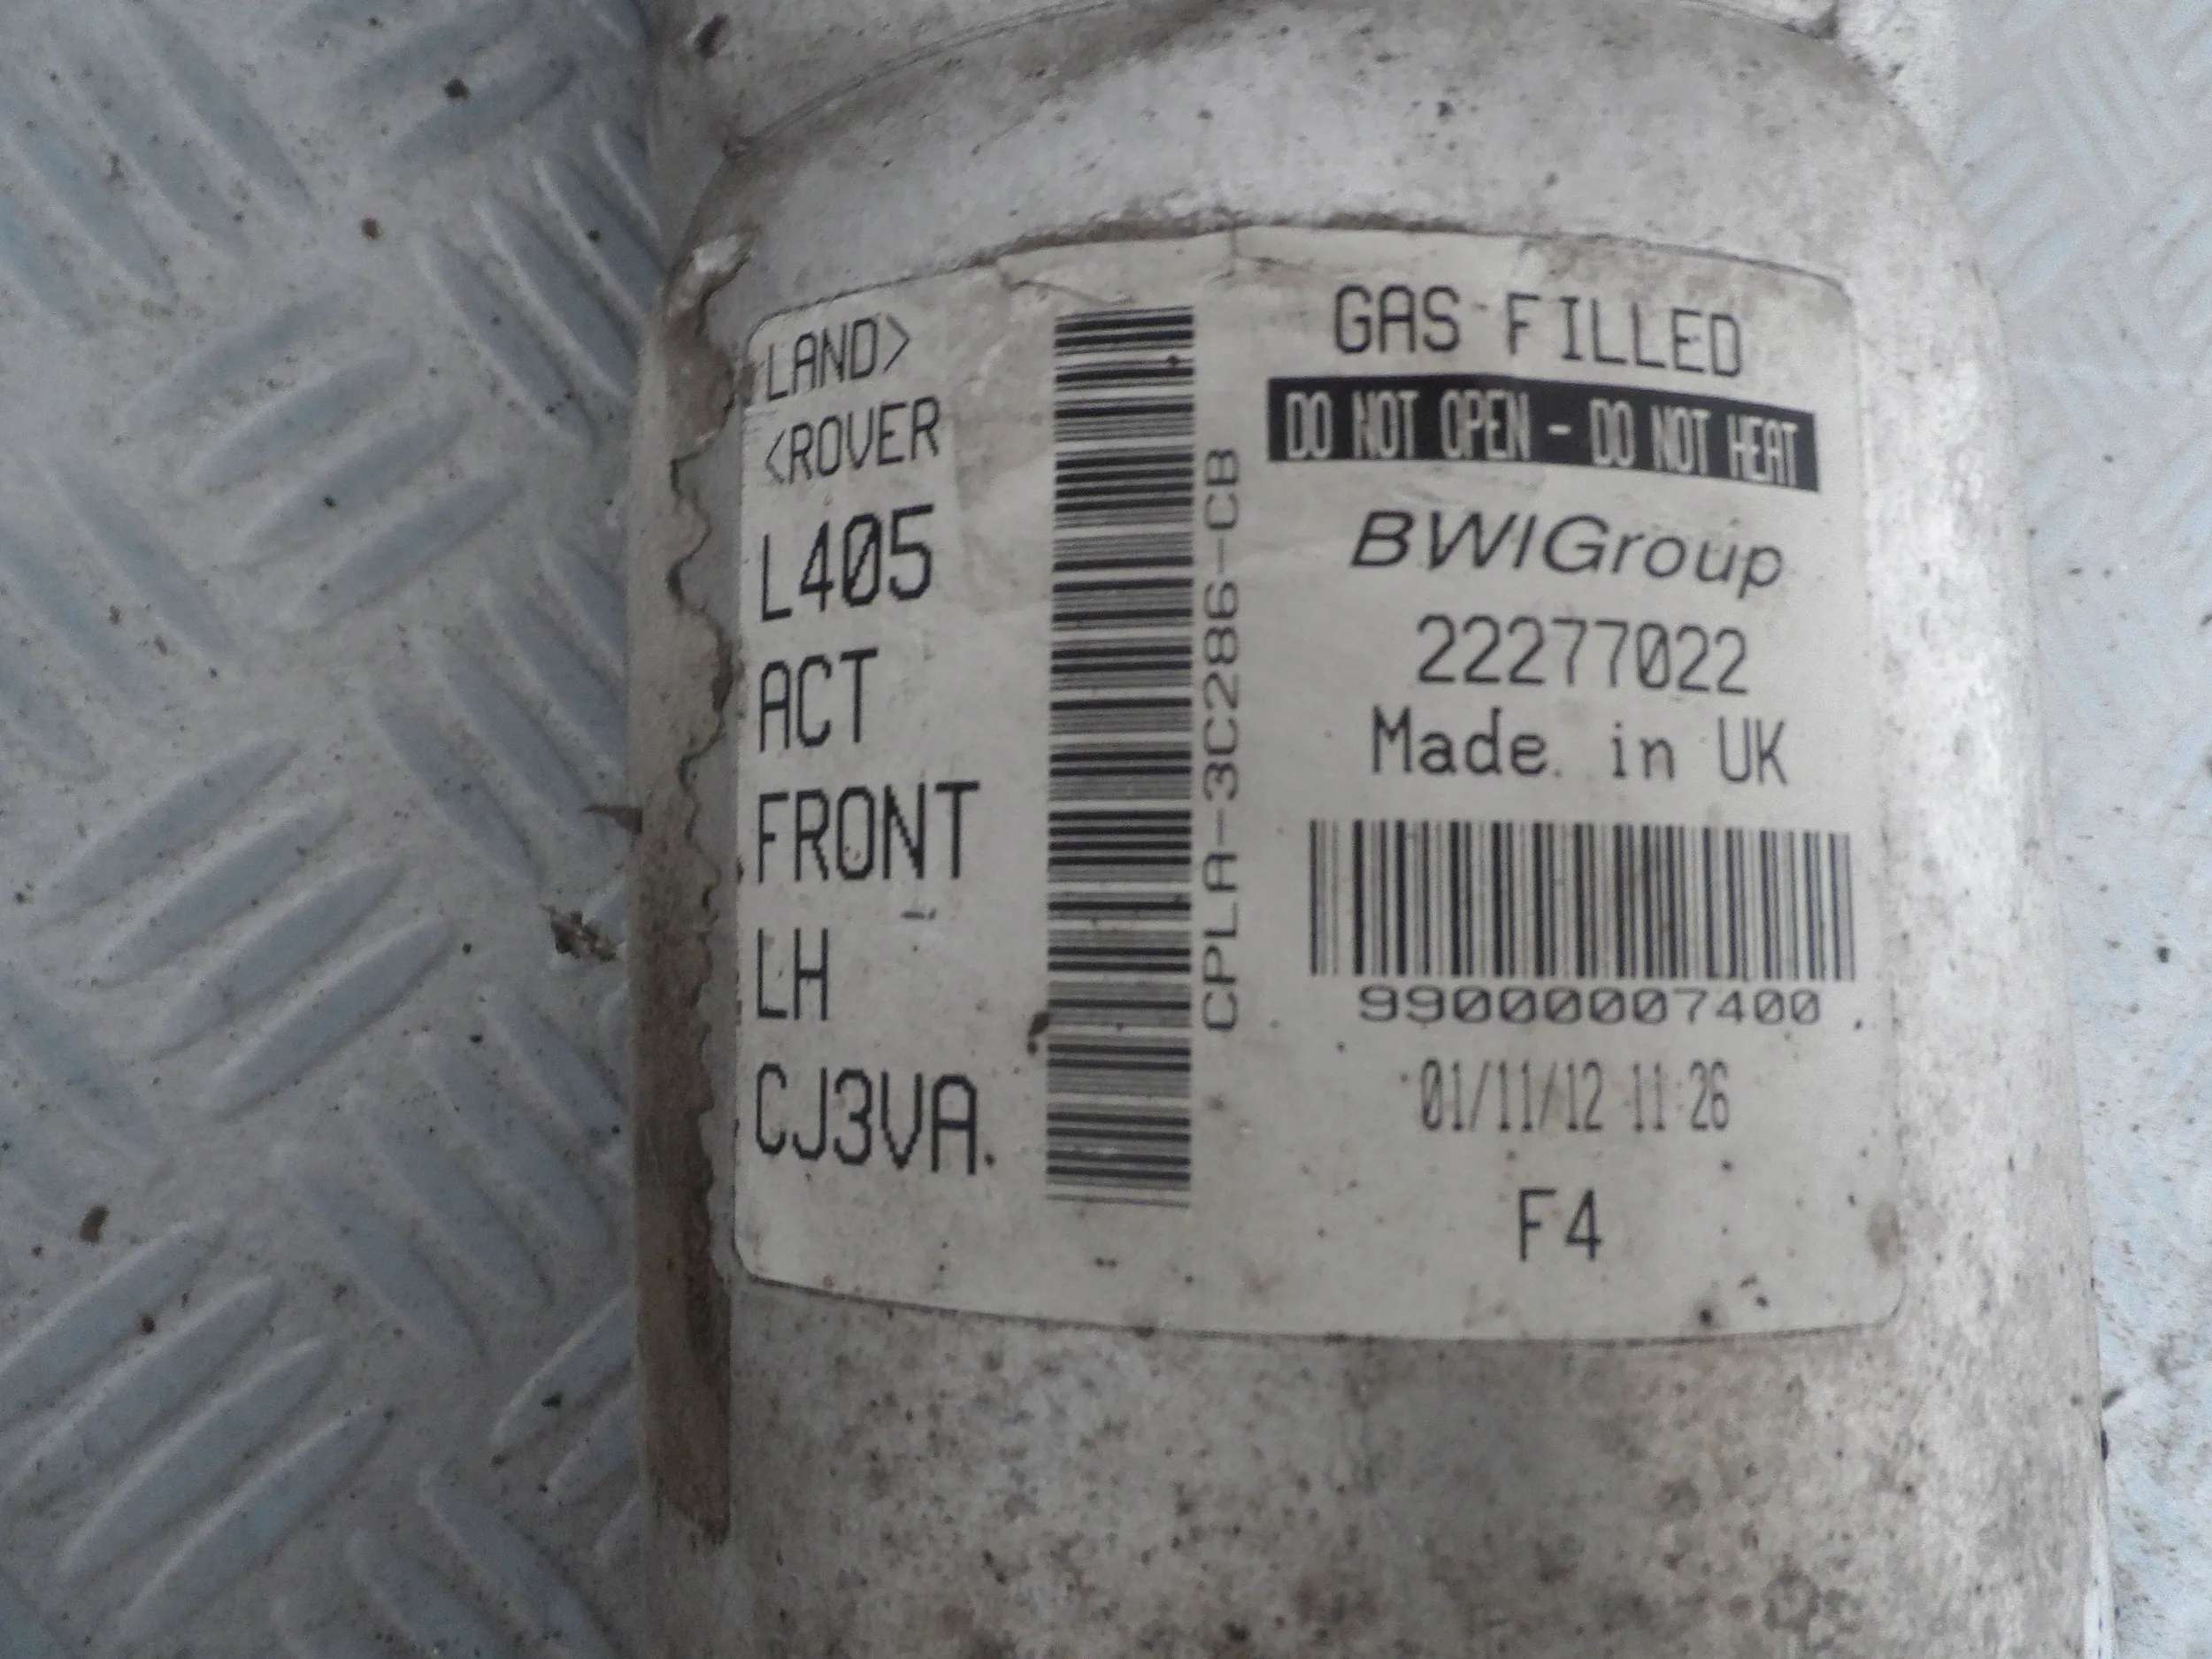 LAND>
<ROVER
L405
ACT
FRONT
LH
CJ3VA
CPLA-3C286-CB
GAS FILLED
DO NOT OPEN - DO NOT HEAT
BWIGroup
22277022
Made in UK
99000007400
01/11/12 11:26
F4